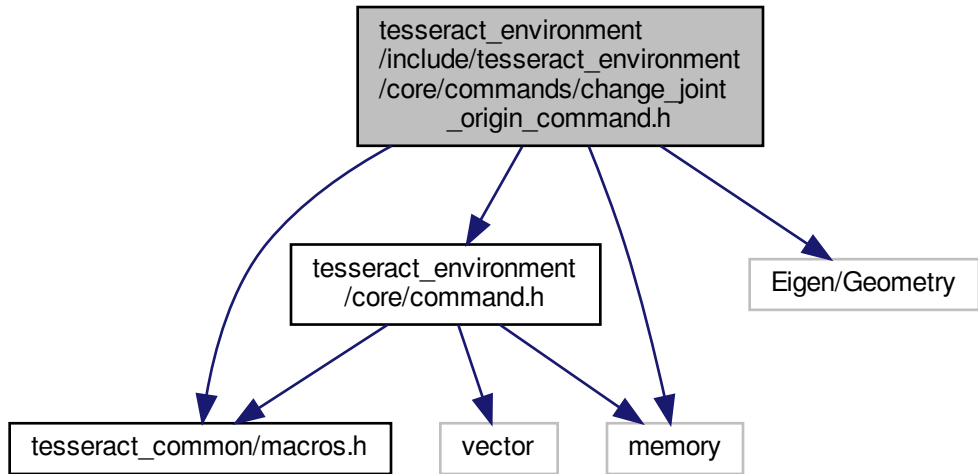 tesseract_environment
/include/tesseract_environment
/core/commands/change_joint
_origin_command.h
tesseract_environment
/core/command.h
Eigen/Geometry
tesseract_common/macros.h
vector
memory